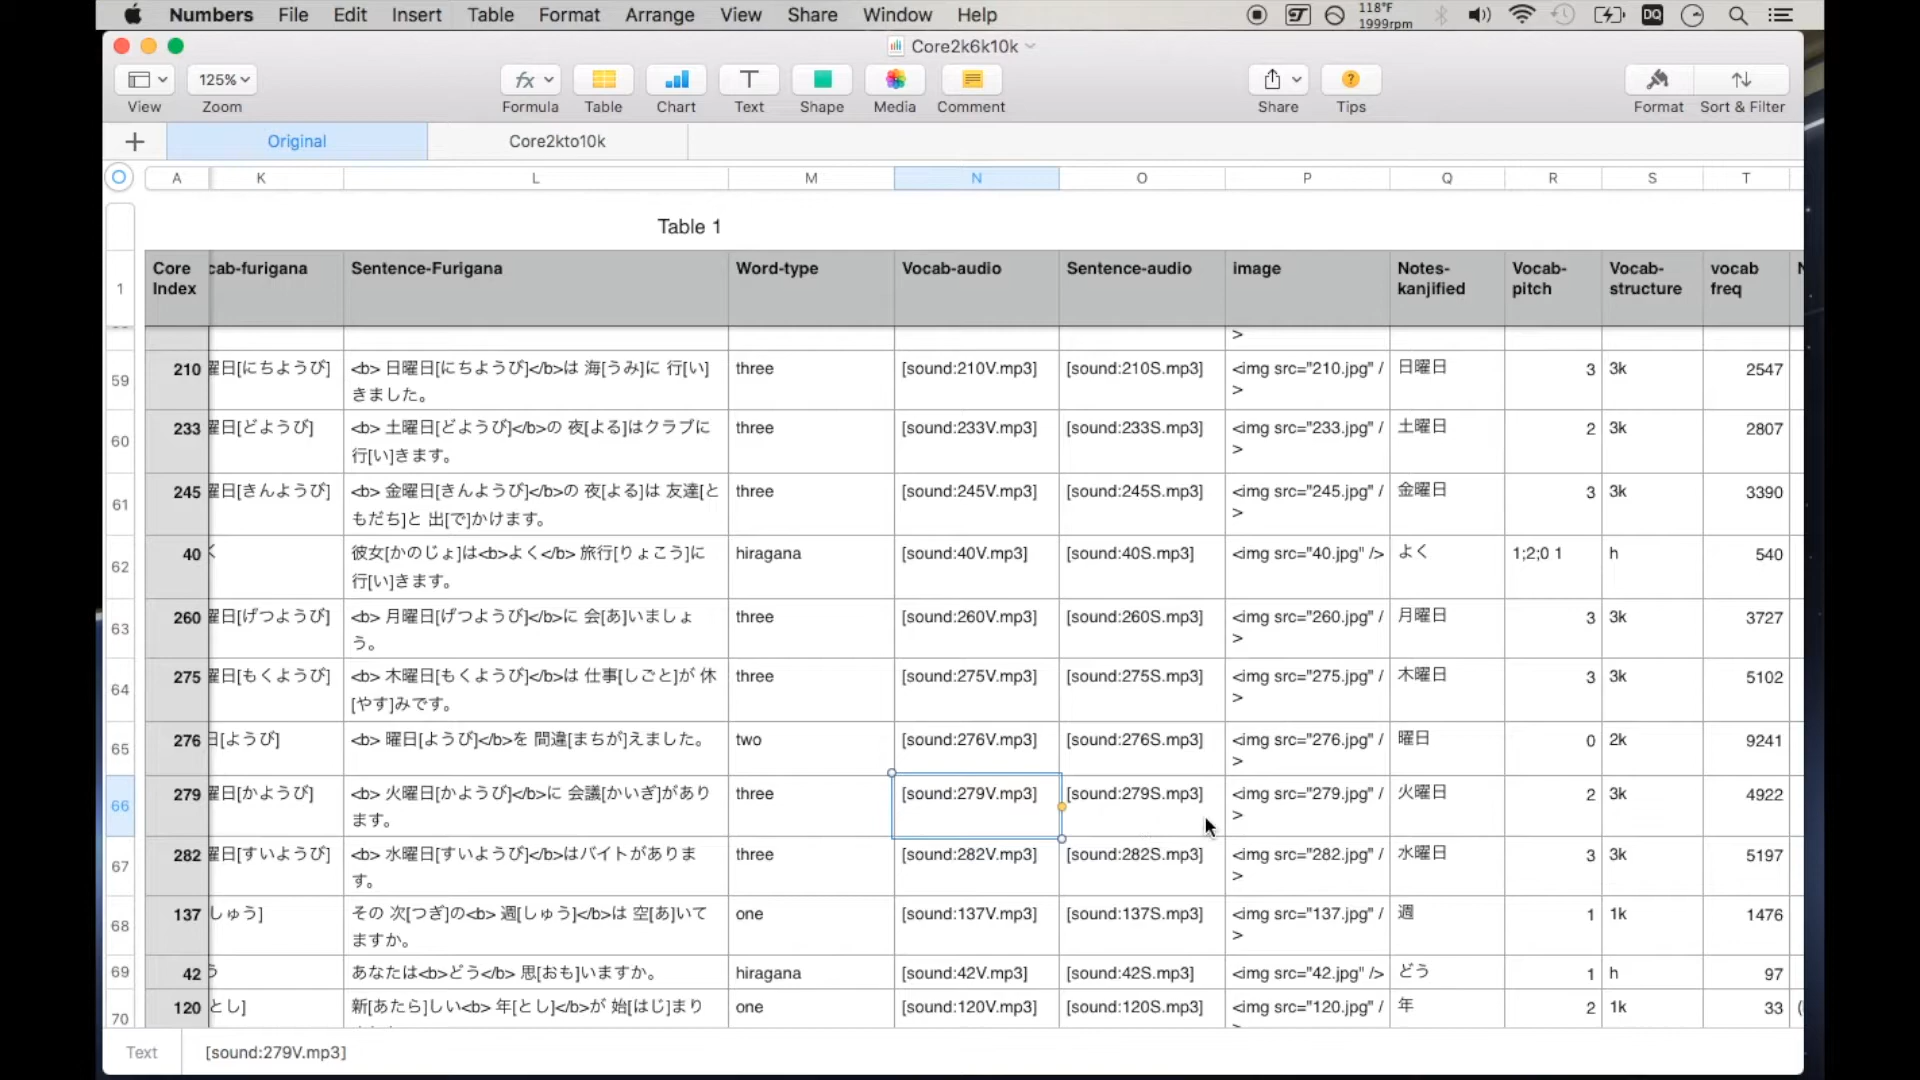 Numbers File Edit Insert Table Format Arrange View Share Window Help 118°F 1999rpm DQ
Core2k6k10k
125%
View Zoom Formula Table Chart Text Shape Media Comment Share Tips Format Sort & Filter
Original Core2kto10k
A K L M N O P Q R S T
Table 1
1 Core Index cab-furigana Sentence-Furigana Word-type Vocab-audio Sentence-audio image Notes-kanjified Vocab-pitch Vocab-structure vocab freq
>
59 210 曜日[にちようび] <b> 日曜日[にちようび]</b>は 海[うみ]に 行[い] three [sound:210V.mp3] [sound:210S.mp3] <img src="210.jpg" / 日曜日 3 3k 2547
きました。 >
60 233 曜日[どようび] <b> 土曜日[どようび]</b>の 夜[よる]はクラブに three [sound:233V.mp3] [sound:233S.mp3] <img src="233.jpg" / 土曜日 2 3k 2807
行[い]きます。 >
61 245 曜日[きんようび] <b> 金曜日[きんようび]</b>の 夜[よる]は 友達[と three [sound:245V.mp3] [sound:245S.mp3] <img src="245.jpg" / 金曜日 3 3k 3390
もだち]と 出[で]かけます。 >
62 40 く 彼女[かのじょ]は<b>よく</b> 旅行[りょこう]に hiragana [sound:40V.mp3] [sound:40S.mp3] <img src="40.jpg" /> よく 1;2;0 1 h 540
行[い]きます。
63 260 曜日[げつようび] <b> 月曜日[げつようび]</b>に 会[あ]いましょ three [sound:260V.mp3] [sound:260S.mp3] <img src="260.jpg" / 月曜日 3 3k 3727
う。 >
64 275 曜日[もくようび] <b> 木曜日[もくようび]</b>は 仕事[しごと]が 休 three [sound:275V.mp3] [sound:275S.mp3] <img src="275.jpg" / 木曜日 3 3k 5102
[やす]みです。 >
65 276 日[ようび] <b> 曜日[ようび]</b>を 間違[まちが]えました。 two [sound:276V.mp3] [sound:276S.mp3] <img src="276.jpg" / 曜日 0 2k 9241
>
66 279 曜日[かようび] <b> 火曜日[かようび]</b>に 会議[かいぎ]があり three [sound:279V.mp3] [sound:279S.mp3] <img src="279.jpg" / 火曜日 2 3k 4922
ます。 >
67 282 曜日[すいようび] <b> 水曜日[すいようび]</b>はバイトがありま three [sound:282V.mp3] [sound:282S.mp3] <img src="282.jpg" / 水曜日 3 3k 5197
す。 >
68 137 しゅう] その 次[つぎ]の<b> 週[しゅう]</b>は 空[あ]いて one [sound:137V.mp3] [sound:137S.mp3] <img src="137.jpg" / 週 1 1k 1476
ますか。 >
69 42 う あなたは<b>どう</b> 思[おも]いますか。 hiragana [sound:42V.mp3] [sound:42S.mp3] <img src="42.jpg" /> どう 1 h 97
70 120 とし] 新[あたら]しい<b> 年[とし]</b>が 始[はじ]まり one [sound:120V.mp3] [sound:120S.mp3] <img src="120.jpg" / 年 2 1k 33 (
Text [sound:279V.mp3]